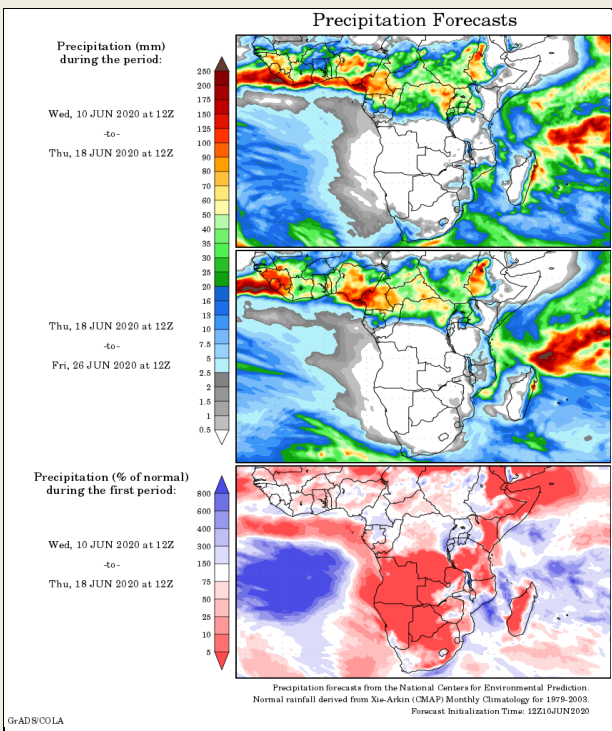 Precipitation Forecasts
Precipitation (mm)
during the period:
Wed, 10 JUN 2020 at 12Z
-to-
Thu, 18 JUN 2020 at 12Z
250
200
175
150
125
100
90
80
70
60
50
40
35
30
25
20
16
13
10
7.5
5
2.5
2
1.5
1
0.5
Thu, 18 JUN 2020 at 12Z
-to-
Fri, 26 JUN 2020 at 12Z
Precipitation (% of normal)
during the first period:
Wed, 10 JUN 2020 at 12Z
-to-
Thu, 18 JUN 2020 at 12Z
800
600
400
300
150
75
50
25
10
5
Precipitation forecasts from the National Centers for Environmental Prediction.
Normal rainfall derived from Xie-Arkin (CMAP) Monthly Climatology for 1979-2003.
Forecast Initialization Time: 12Z10JUN2020
GrADS/COLA